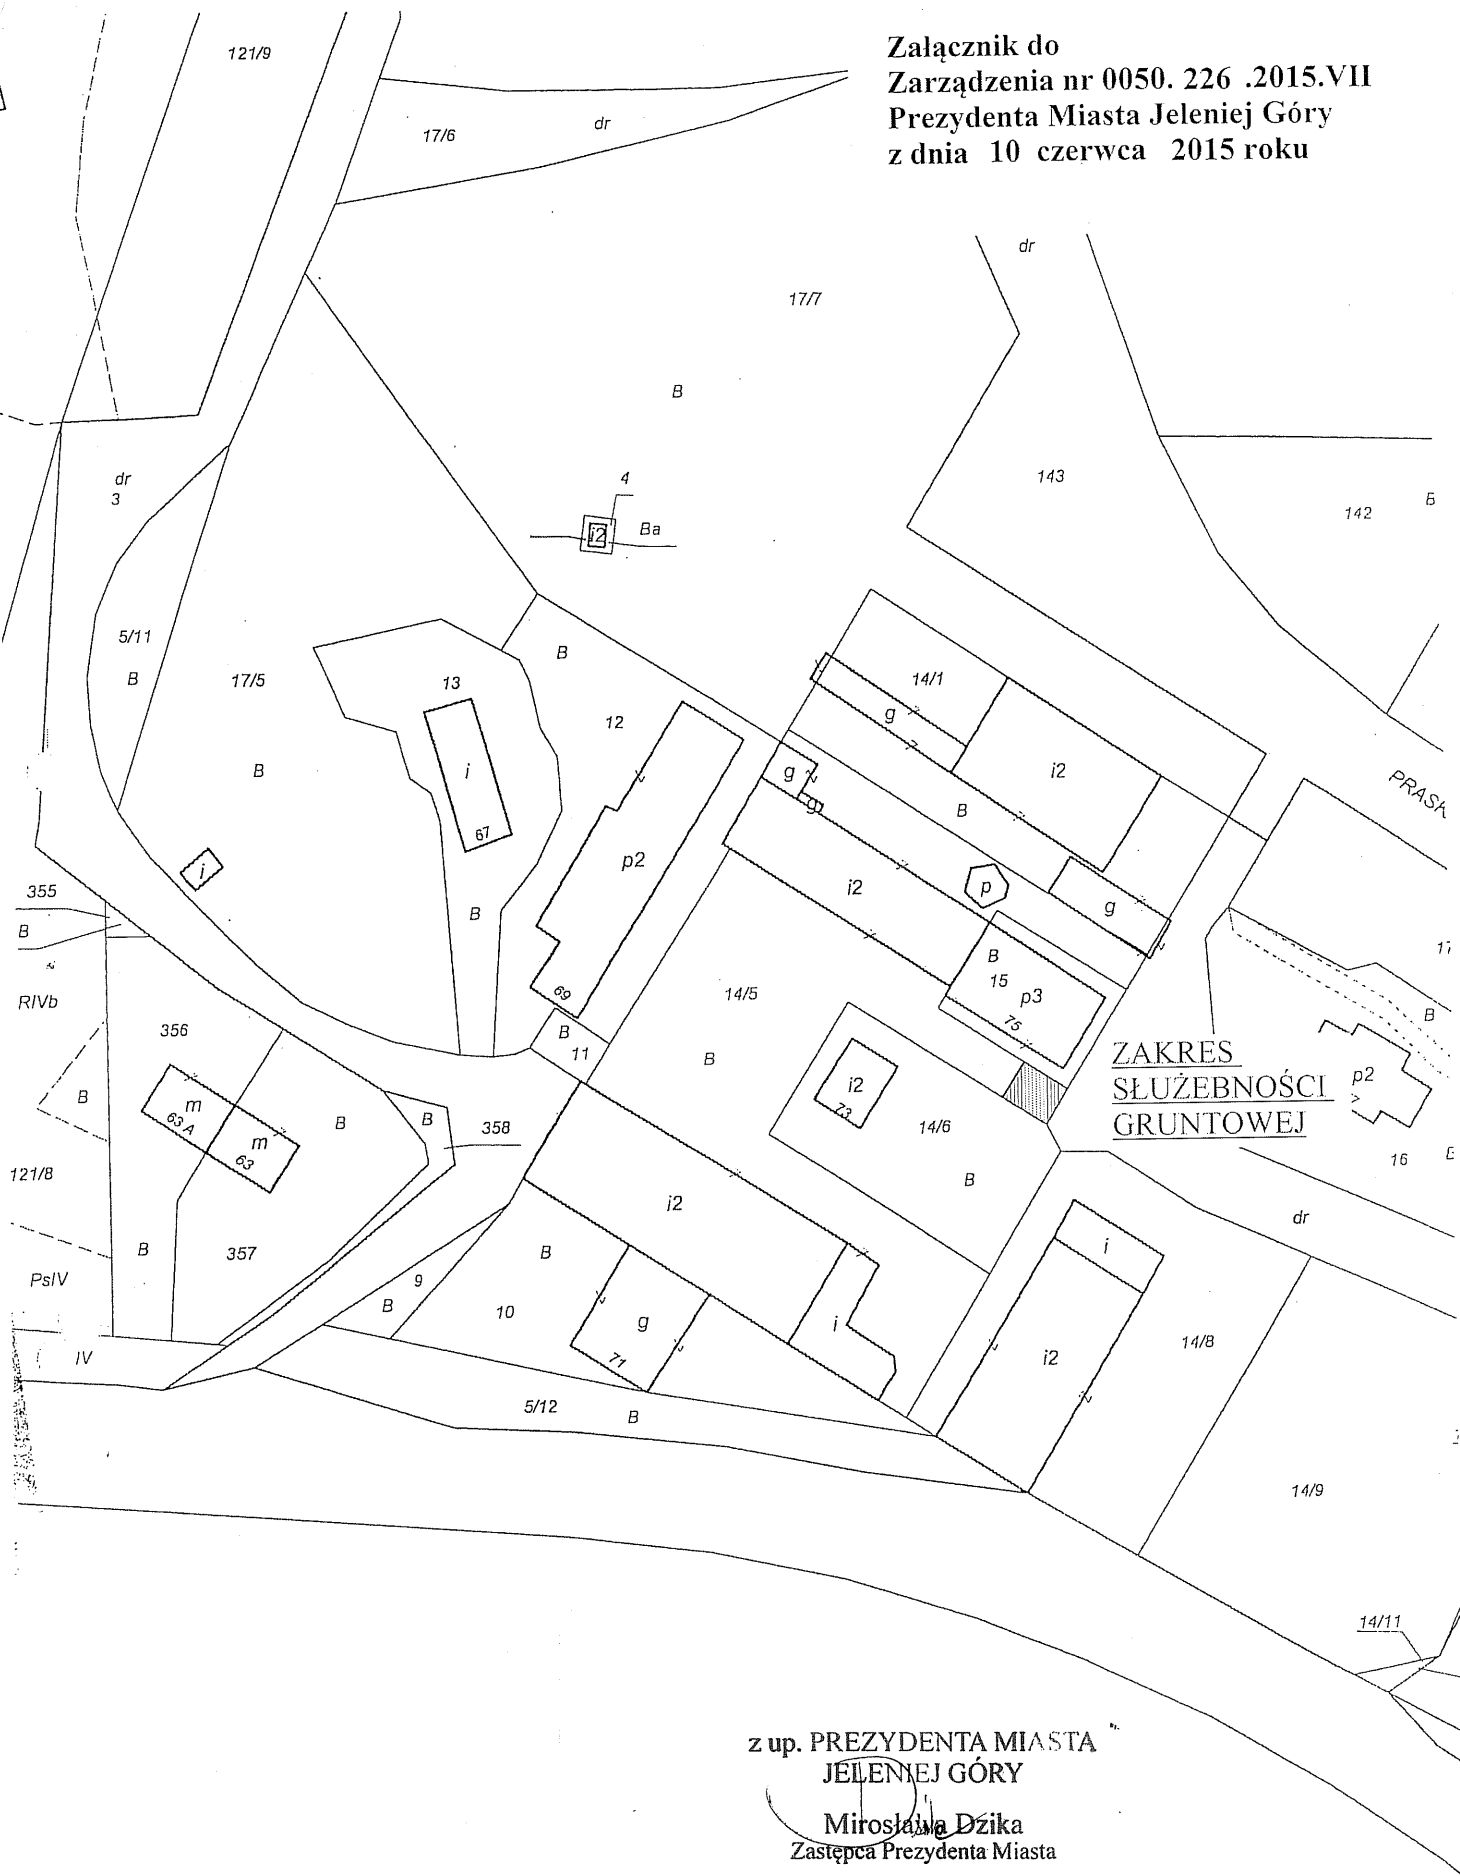 Załącznik do
Zarządzenia nr 0050. 226 .2015.VII
Prezydenta Miasta Jeleniej Góry
z dnia 10 czerwca 2015 roku
121/9
17/6
dr
dr
17/7
B
143
142
B
dr
3
4
i2
Ba
5/11
B
17/5
B
13
i
67
B
12
14/1
g
i2
PRASK
g
g
B
p2
i2
p
g
i
355
B
B
69
B
15
p3
75
17
B
RIVb
356
14/5
B
11
B
ZAKRES
SŁUŻEBNOŚCI
GRUNTOWEJ
p2
i2
73
B
m
63 A
m
63
B
B
358
14/6
B
16
B
121/8
i2
dr
B
357
B
i
PsIV
9
B
10
g
71
i
i2
14/8
IV
5/12
B
14/9
14/11
z up. PREZYDENTA MIASTA
JELENIEJ GÓRY
Mirosława Dzika
Zastępca Prezydenta Miasta